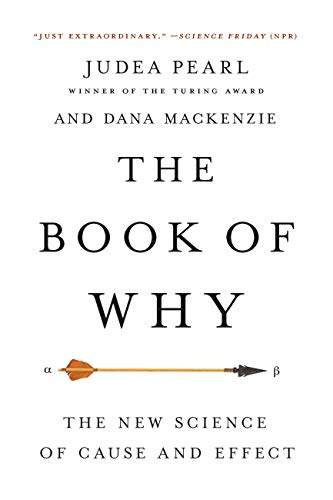 “JUST EXTRAORDINARY.” —SCIENCE FRIDAY (NPR)
JUDEA PEARL
WINNER OF THE TURING AWARD
AND DANA MACKENZIE
THE
BOOK OF
WHY
α β
THE NEW SCIENCE
OF CAUSE AND EFFECT